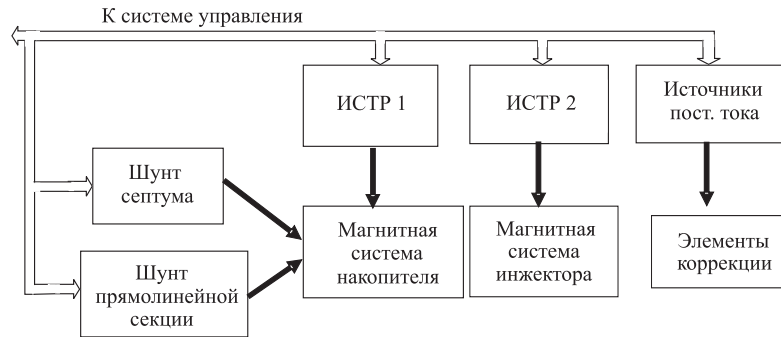 К системе управления
ИСТР 1
ИСТР 2
Источники
пост. тока
Шунт
септума
Шунт
прямолинейной
секции
Магнитная
система
накопителя
Магнитная
система
инжектора
Элементы
коррекции